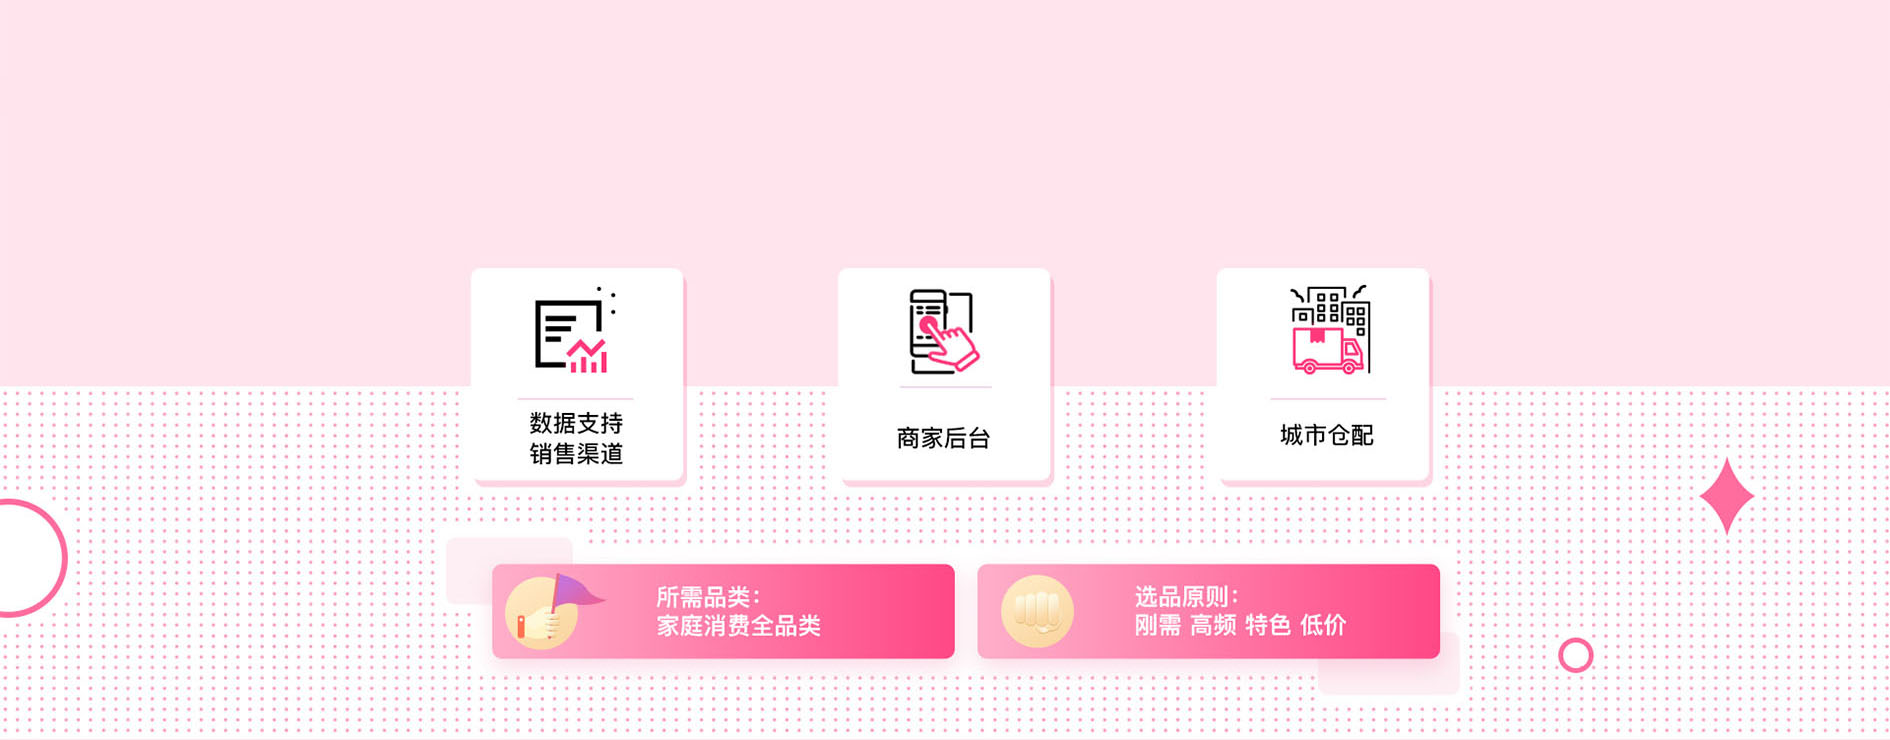 数据支持
销售渠道
商家后台
城市仓配
所需品类：
家庭消费全品类
选品原则：
刚需 高频 特色 低价